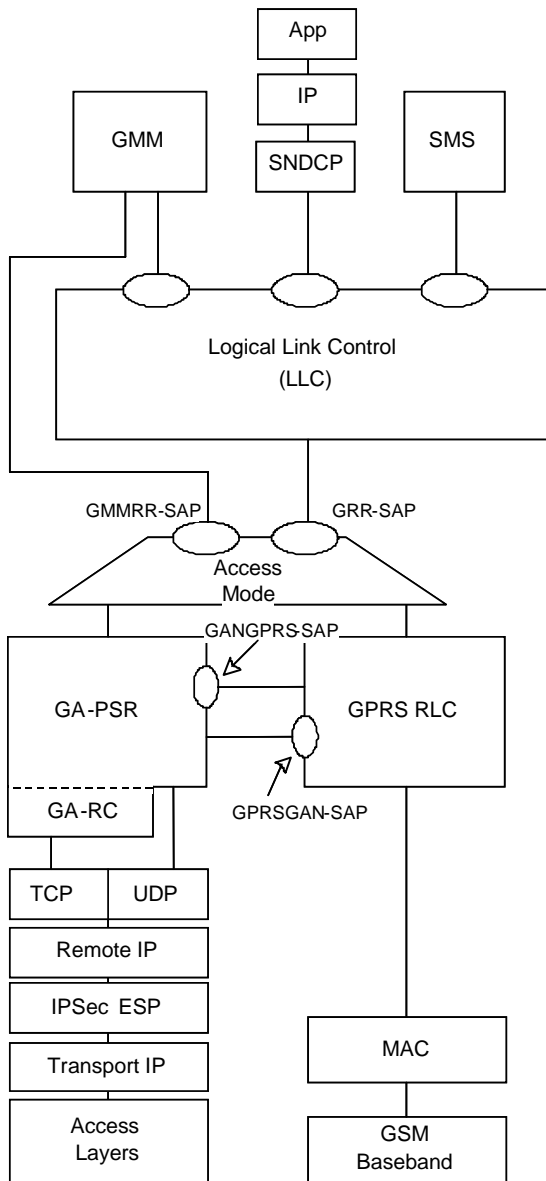 App
IP
GMM
SNDCP
SMS
Logical Link Control
(LLC)
GMMRR-SAP
GRR-SAP
Access
Mode
GANGPRS-SAP
GA-PSR
GPRS RLC
GA-RC
GPRSGAN-SAP
TCP
UDP
Remote IP
IPSec ESP
Transport IP
MAC
Access
Layers
GSM
Baseband